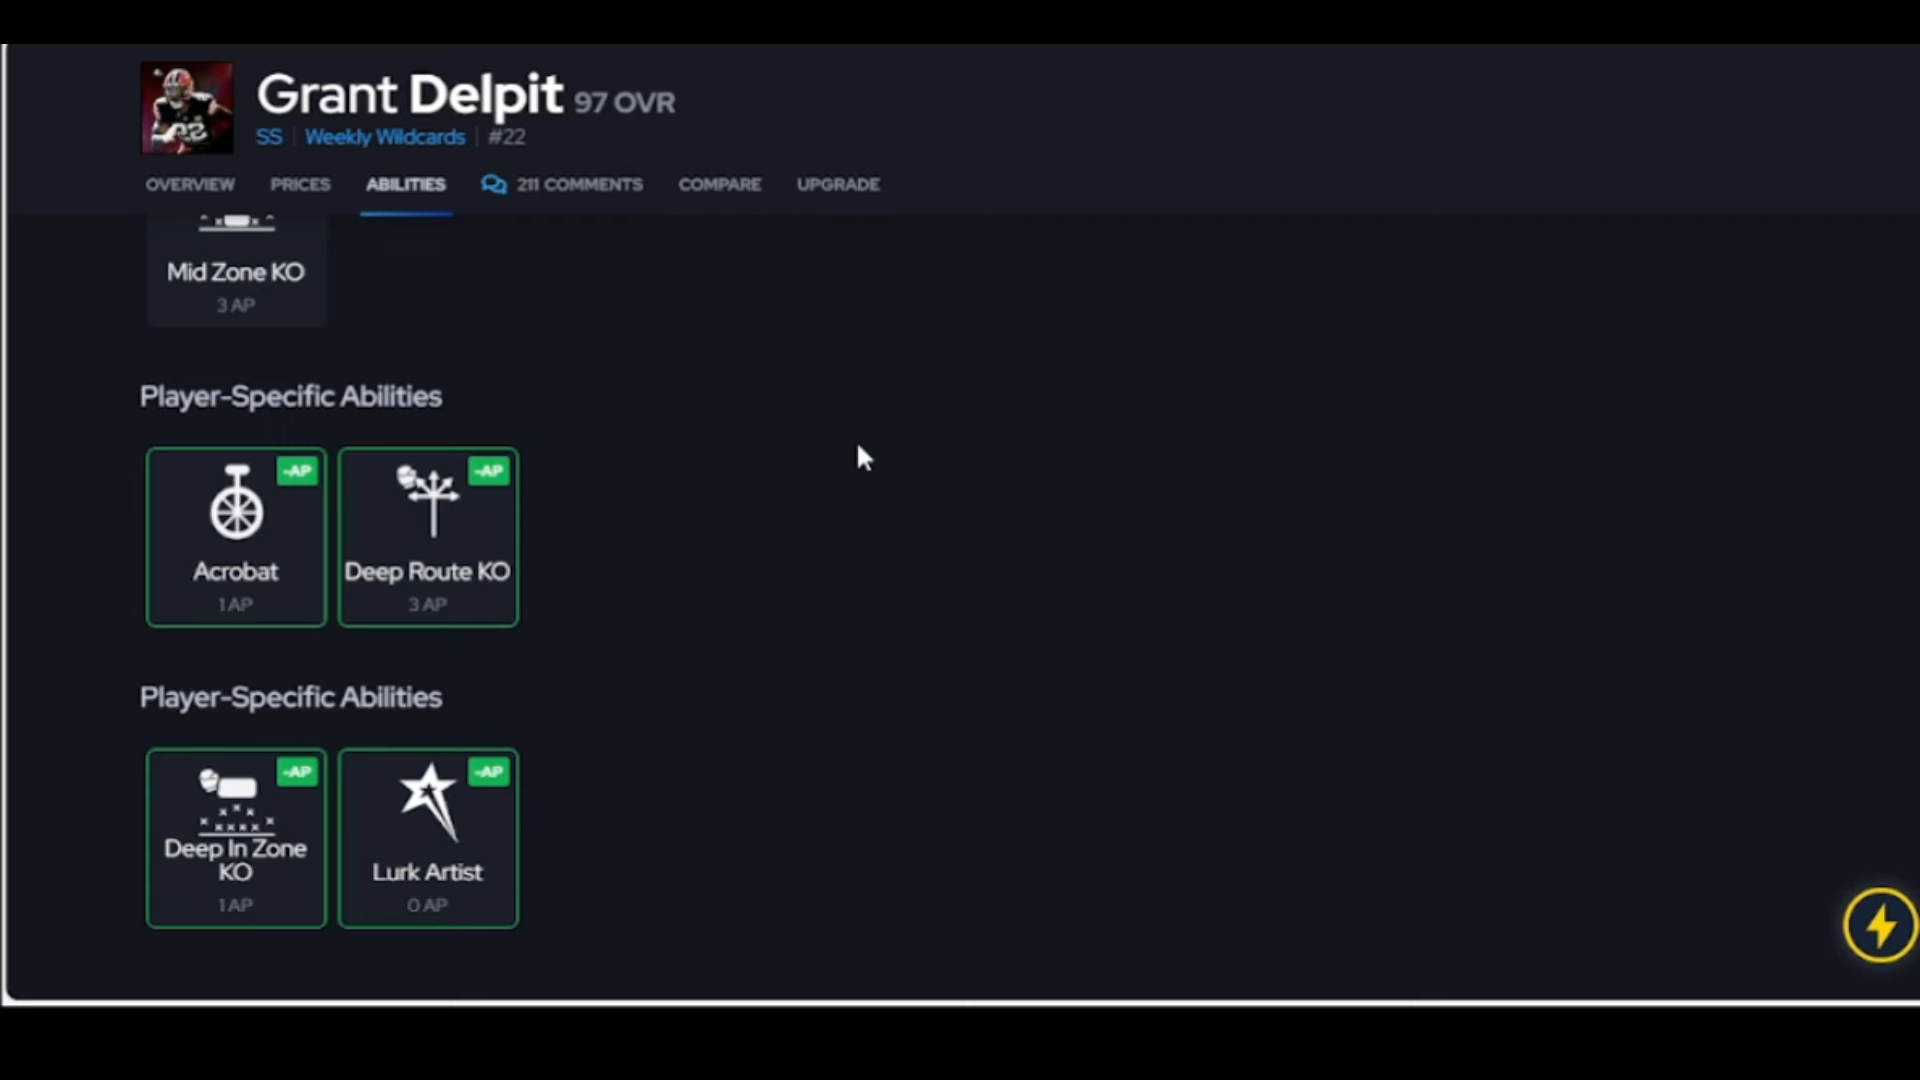 Grant Delpit 97 OVR
SS | Weekly Wildcards | #22
OVERVIEW PRICES ABILITIES 211 COMMENTS COMPARE UPGRADE
Mid Zone KO
3 AP
Player-Specific Abilities
-AP -AP
Acrobat Deep Route KO
1 AP 3 AP
Player-Specific Abilities
-AP -AP
Deep In Zone
KO Lurk Artist
1 AP 0 AP